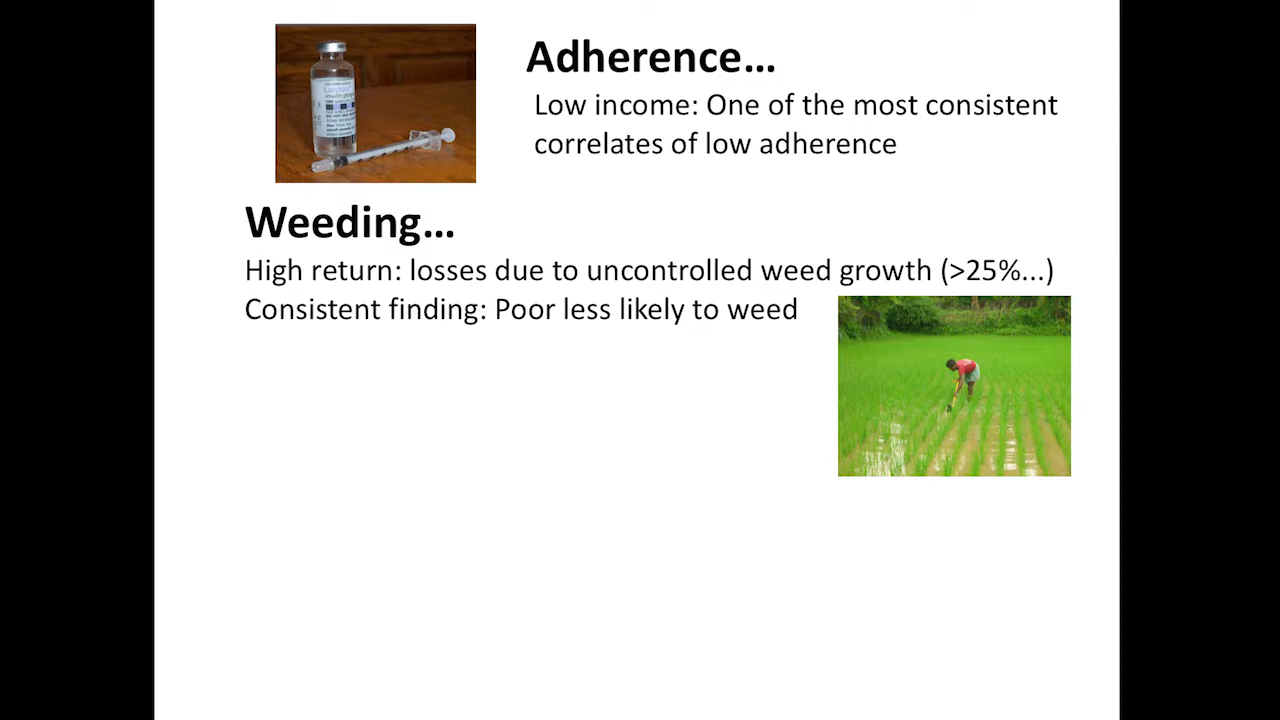 Adherence…
Low income: One of the most consistent
correlates of low adherence
Lantus
Weeding…
High return: losses due to uncontrolled weed growth (>25%...)
Consistent finding: Poor less likely to weed